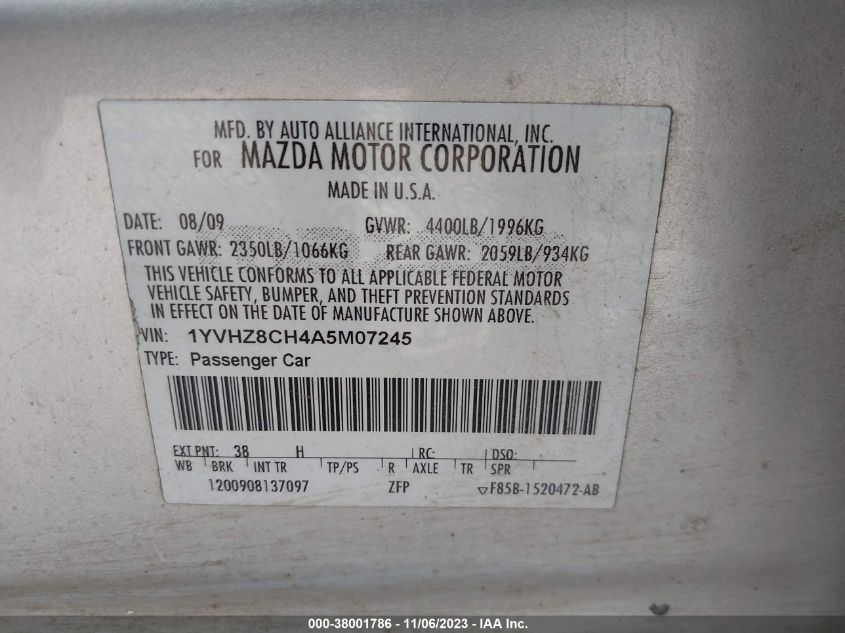 MFD. BY AUTO ALLIANCE INTERNATIONAL, INC.
FOR MAZDA MOTOR CORPORATION
MADE IN U.S.A.
DATE: 08/09 GVWR: 4400LB/1996KG
FRONT GAWR: 2350LB/1066KG REAR GAWR: 2059LB/934KG
THIS VEHICLE CONFORMS TO ALL APPLICABLE FEDERAL MOTOR
VEHICLE SAFETY, BUMPER, AND THEFT PREVENTION STANDARDS
IN EFFECT ON THE DATE OF MANUFACTURE SHOWN ABOVE.
VIN: 1YVHZ8CH4A5M07245
TYPE: Passenger Car
EXT PNT: 38 H RC: DSO:
WB BRK INT TR TP/PS R AXLE TR SPR
1200908137097 ZFP ▽F85B-1520472-AB
000-38001786 - 11/06/2023 - IAA Inc.